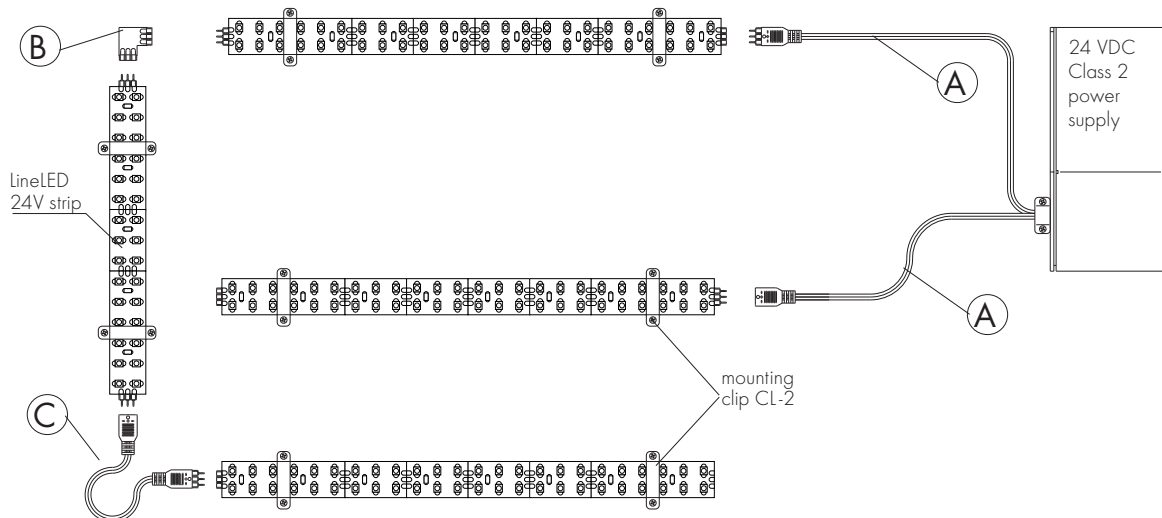 B
A
24 VDC
Class 2
power
supply
LineLED
24V strip
A
mounting
clip CL-2
C